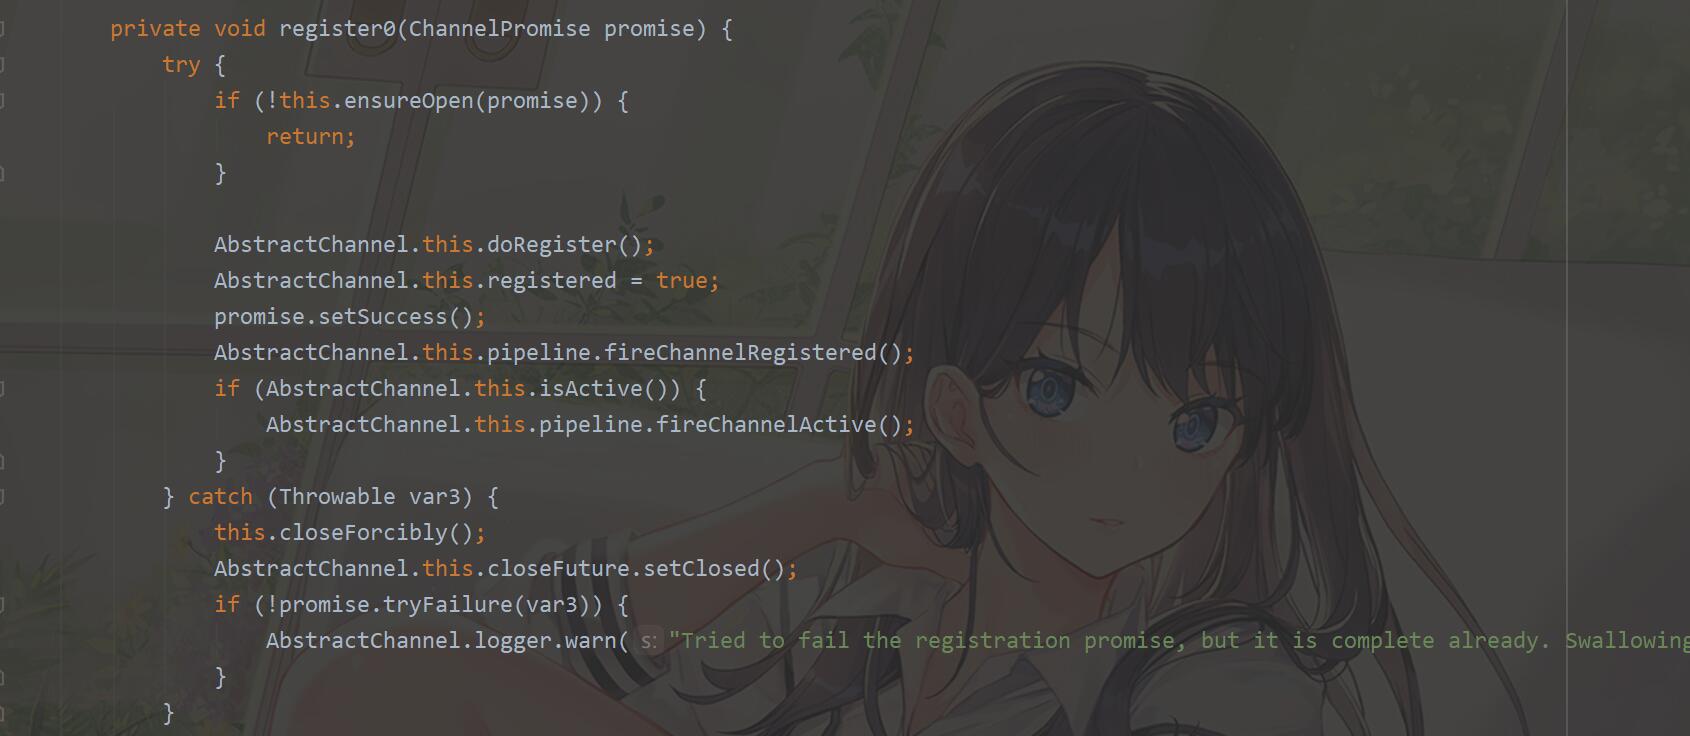 private void register0(ChannelPromise promise) {
try {
if (!this.ensureOpen(promise)) {
return;
}
AbstractChannel.this.doRegister();
AbstractChannel.this.registered = true;
promise.setSuccess();
AbstractChannel.this.pipeline.fireChannelRegistered();
if (AbstractChannel.this.isActive()) {
AbstractChannel.this.pipeline.fireChannelActive();
}
} catch (Throwable var3) {
this.closeForcibly();
AbstractChannel.this.closeFuture.setClosed();
if (!promise.tryFailure(var3)) {
AbstractChannel.logger.warn( s: "Tried to fail the registration promise, but it is complete already. Swallowing
}
}